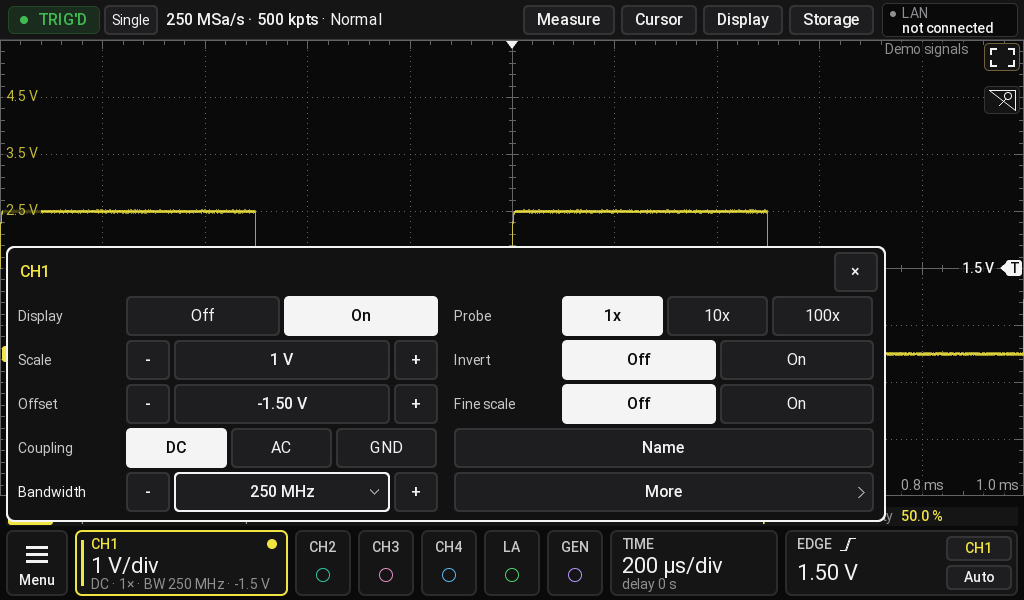 TRIG'D Single 250 MSa/s · 500 kpts · Normal Measure Cursor Display Storage LAN
not connected
Demo signals
4.5 V
3.5 V
2.5 V
CH1 ×
1.5 V T
Display Off On Probe 1x 10x 100x
Scale - 1 V + Invert Off On
Offset - -1.50 V + Fine scale Off On
Coupling DC AC GND Name
Bandwidth - 250 MHz + More
0.8 ms 1.0 ms
50.0 %
Menu
CH1
1 V/div
DC · 1× · BW 250 MHz · -1.5 V
CH2 CH3 CH4 LA GEN
TIME
200 µs/div
delay 0 s
EDGE CH1
1.50 V Auto